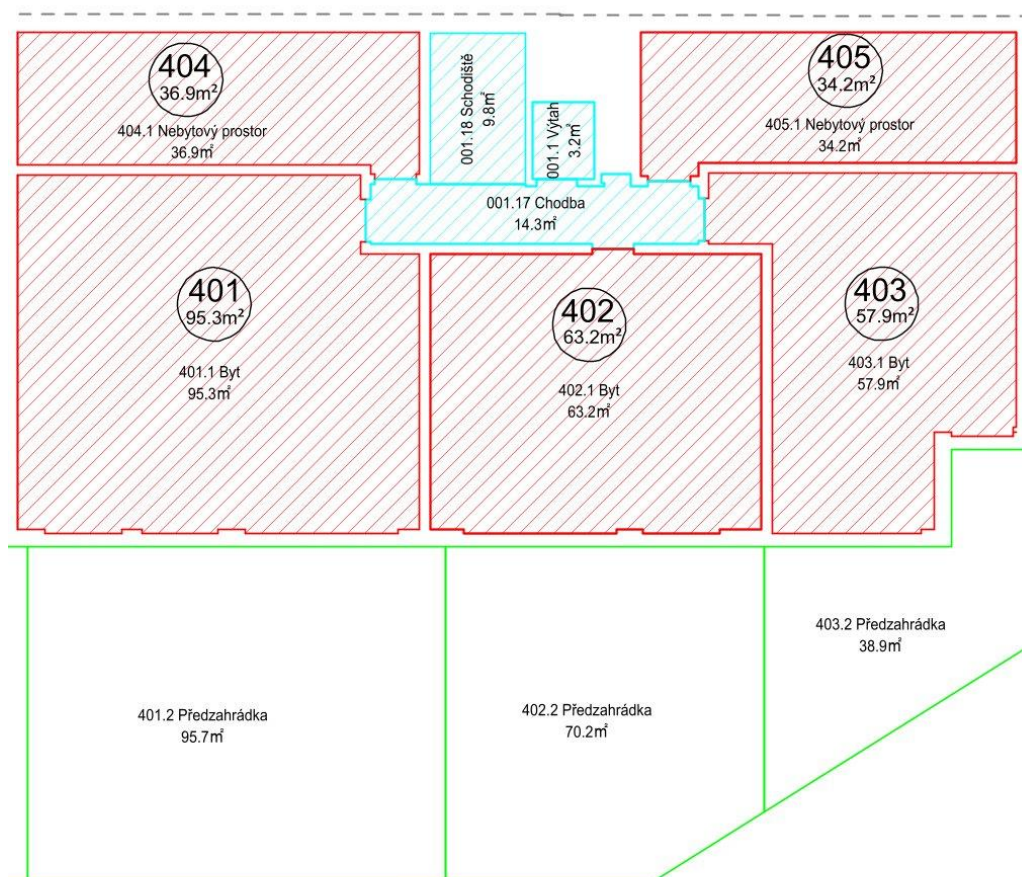 404
36.9m²
404.1 Nebytový prostor
36.9m²
001.18 Schodiště
9.8m²
001.1 Výtah
3.2m²
405
34.2m²
405.1 Nebytový prostor
34.2m²
001.17 Chodba
14.3m²
401
95.3m²
401.1 Byt
95.3m²
402
63.2m²
402.1 Byt
63.2m²
403
57.9m²
403.1 Byt
57.9m²
401.2 Předzahrádka
95.7m²
402.2 Předzahrádka
70.2m²
403.2 Předzahrádka
38.9m²